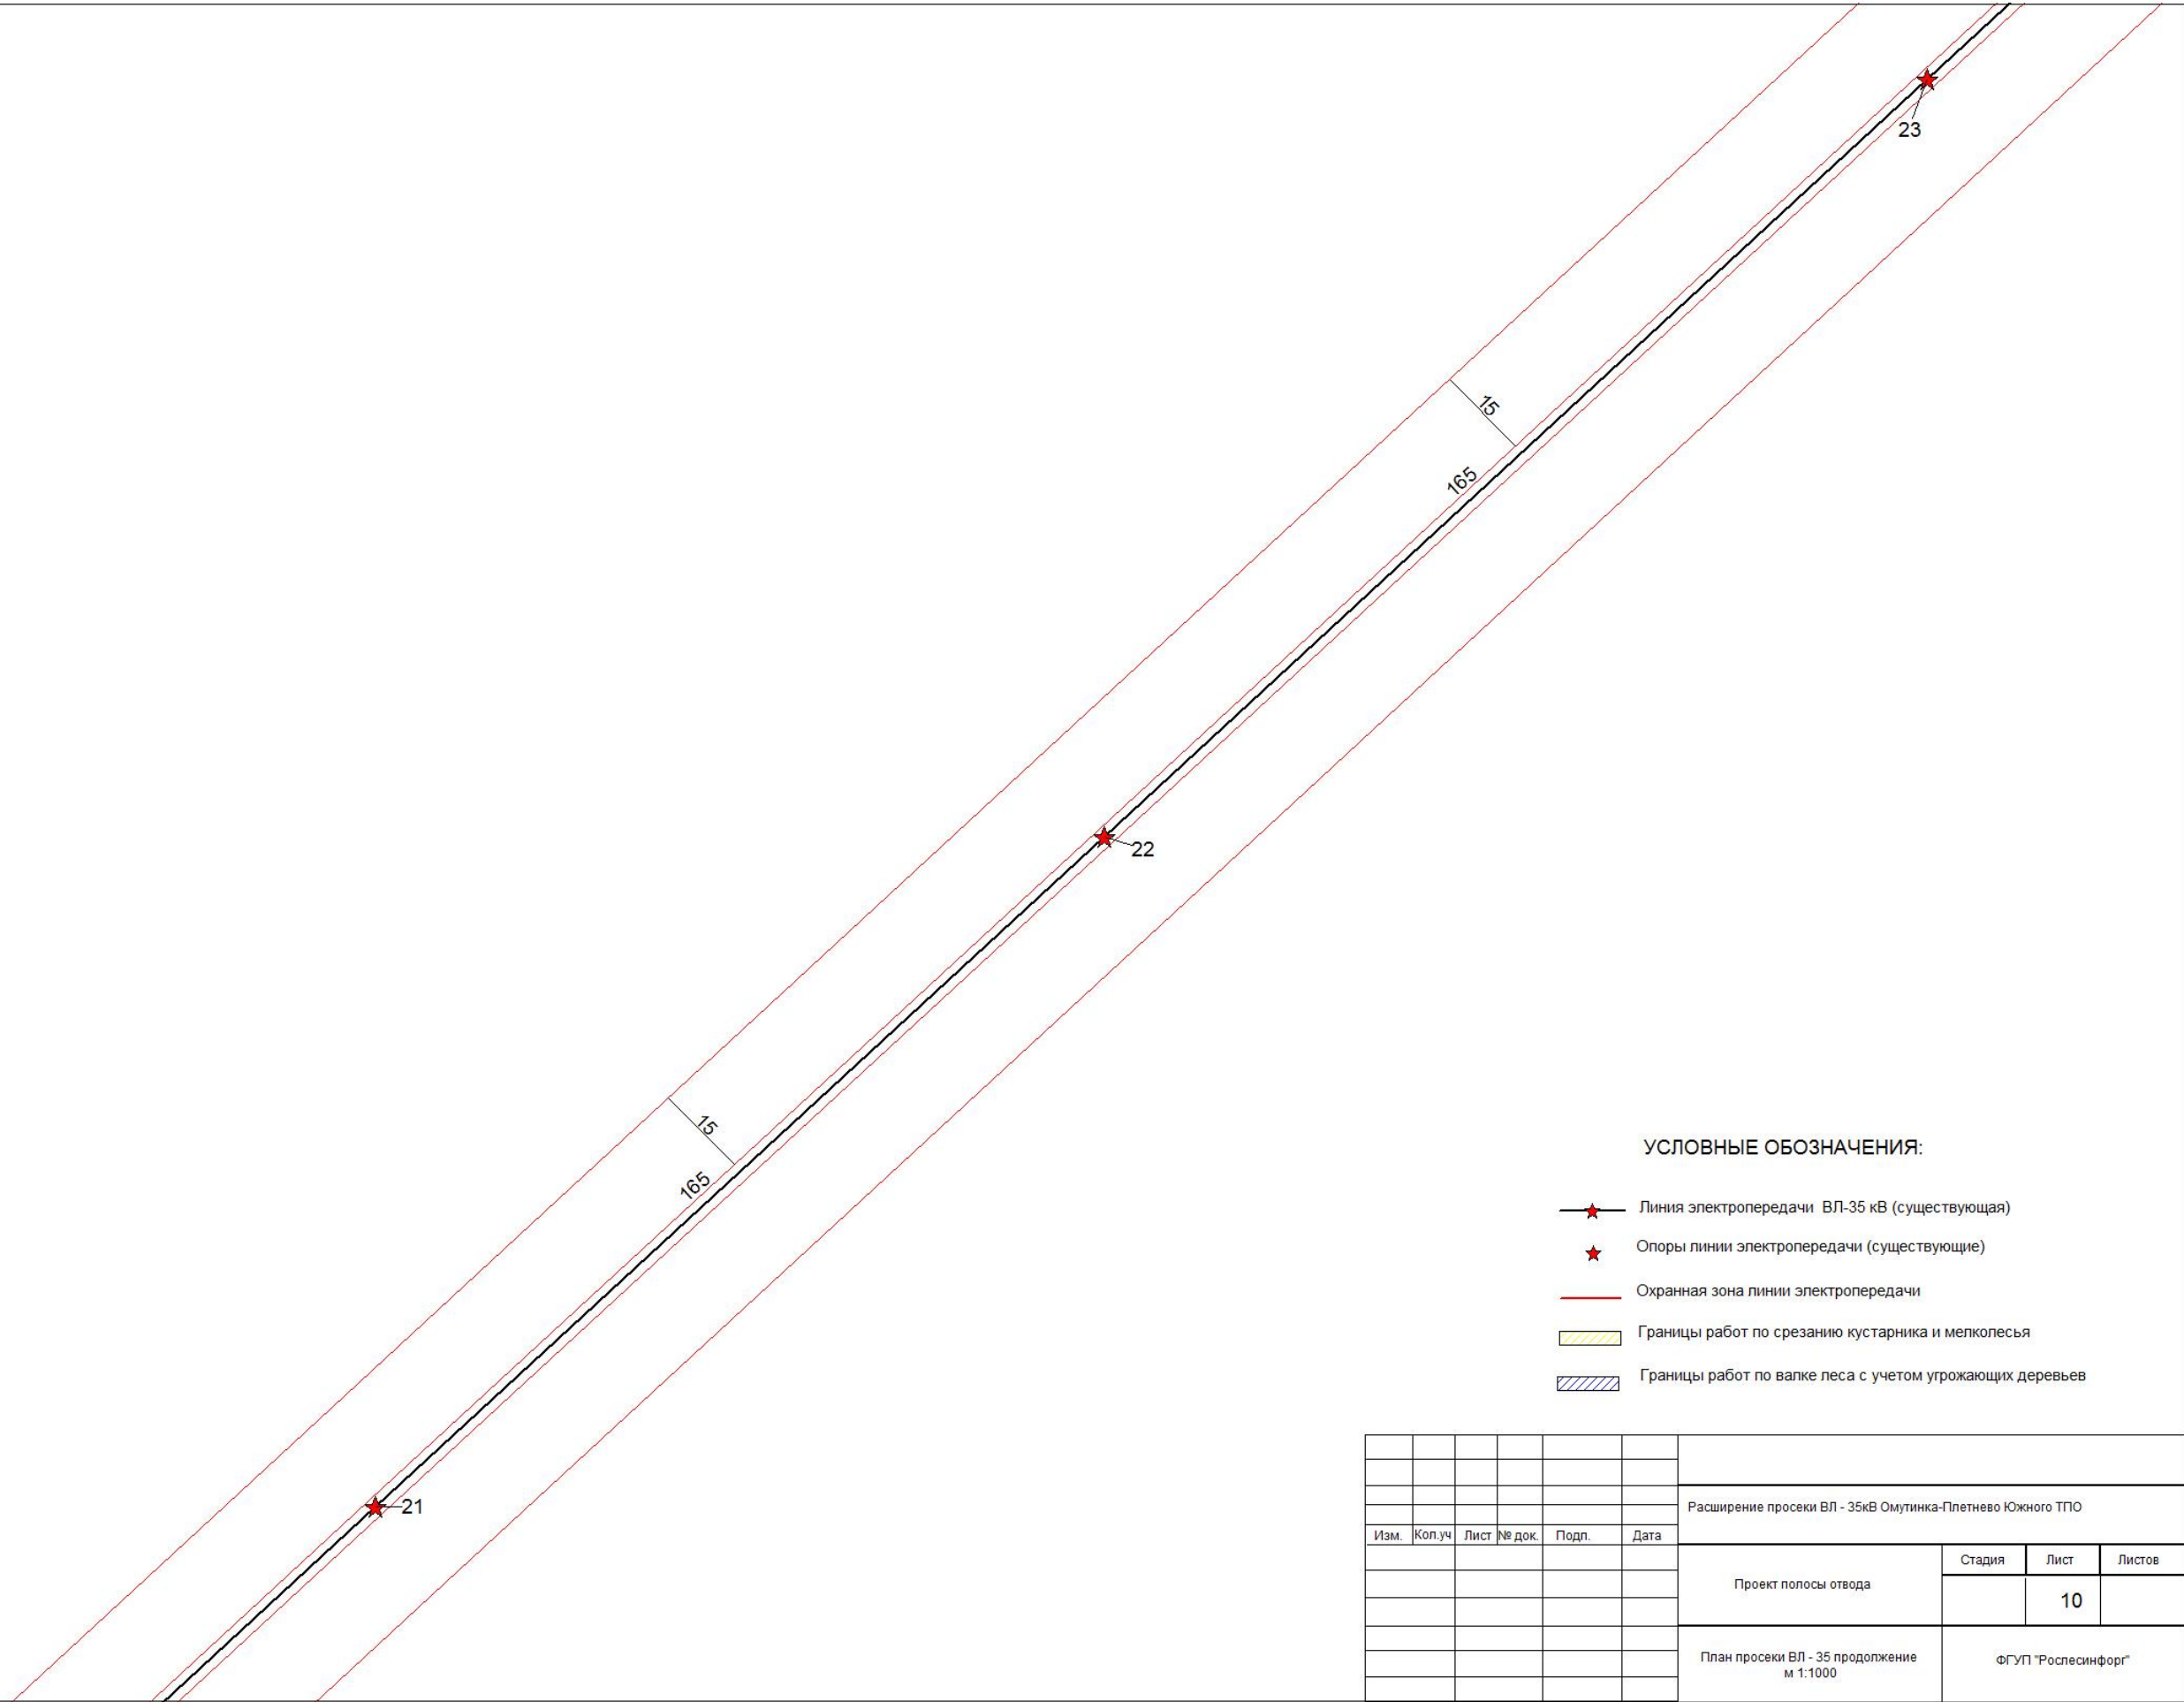 23
15
165
22
15
165
21
УСЛОВНЫЕ ОБОЗНАЧЕНИЯ:
Линия электропередачи ВЛ-35 кВ (существующая)
Опоры линии электропередачи (существующие)
Охранная зона линии электропередачи
Границы работ по срезанию кустарника и мелколесья
Границы работ по валке леса с учетом угрожающих деревьев
Расширение просеки ВЛ - 35кВ Омутинка-Плетнево Южного ТПО
Изм. Кол.уч Лист № док. Подп. Дата
Проект полосы отвода
Стадия Лист Листов
10
План просеки ВЛ - 35 продолжение
м 1:1000
ФГУП "Рослесинфорг"